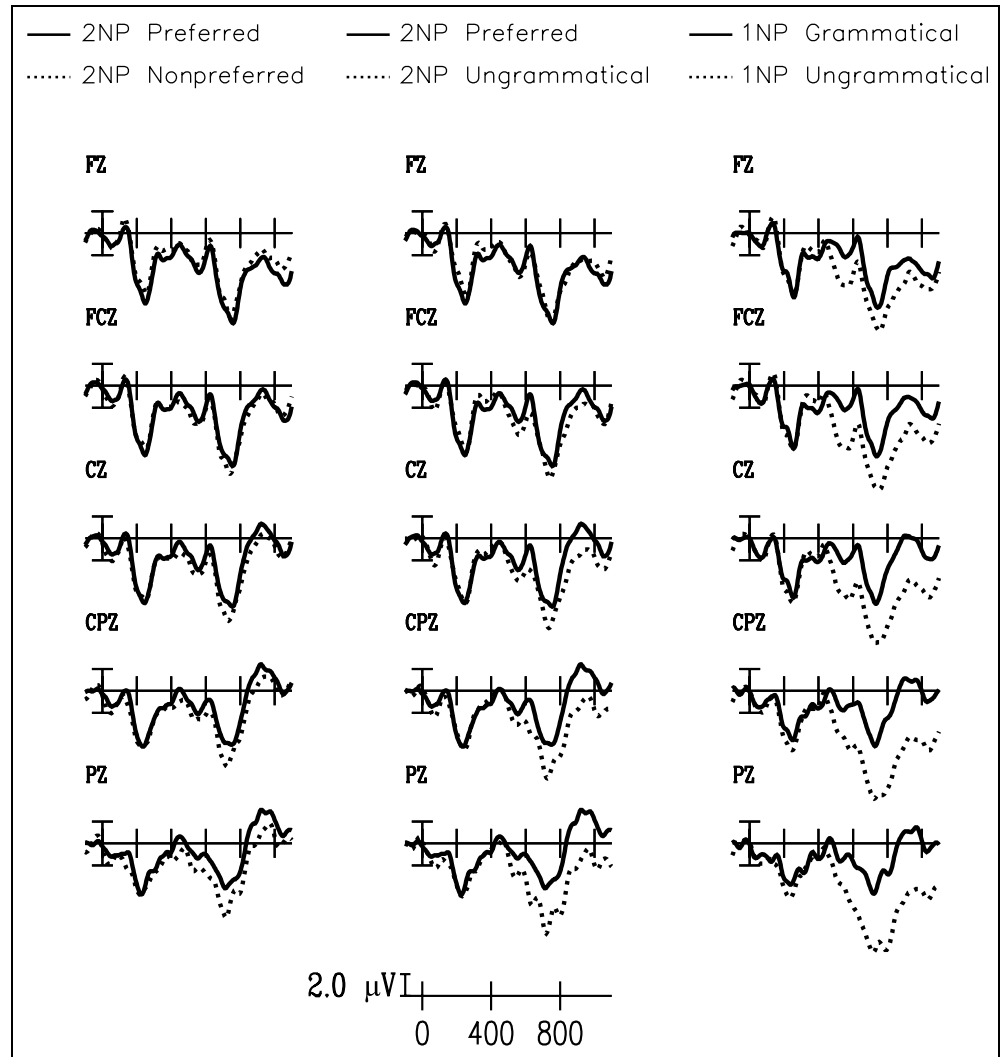 2NP Preferred 2NP Preferred 1NP Grammatical
2NP Nonpreferred 2NP Ungrammatical 1NP Ungrammatical
FZ FZ FZ
FCZ FCZ FCZ
CZ CZ CZ
CPZ CPZ CPZ
PZ PZ PZ
2.0 μV
0 400 800